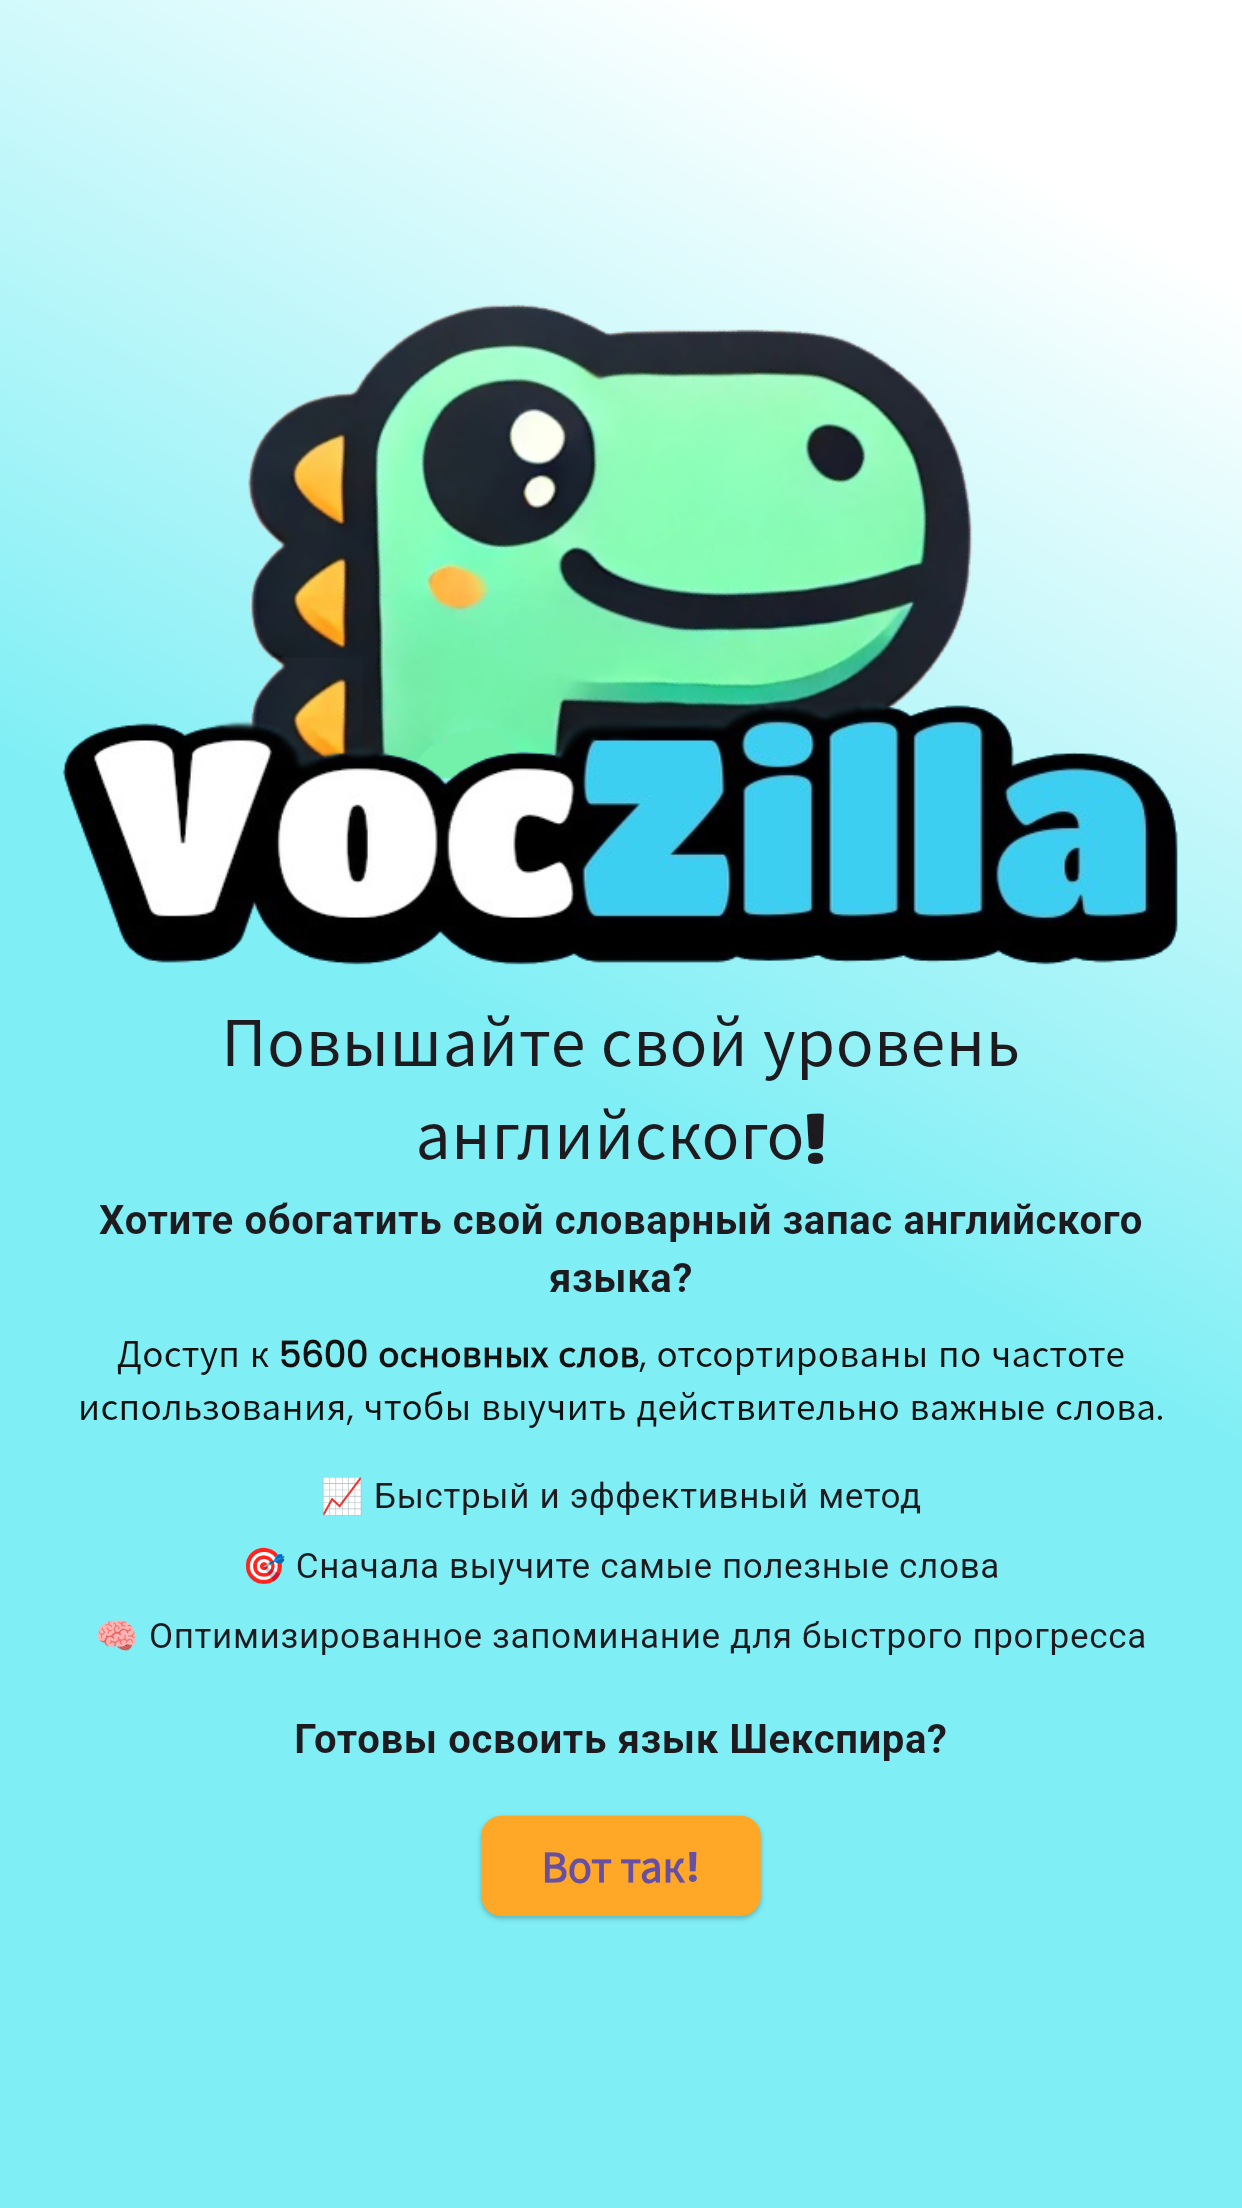 VocZilla
Повышайте свой уровень
английского!
Хотите обогатить свой словарный запас английского
языка?
Доступ к 5600 основных слов, отсортированы по частоте
использования, чтобы выучить действительно важные слова.
📈 Быстрый и эффективный метод
🎯 Сначала выучите самые полезные слова
🧠 Оптимизированное запоминание для быстрого прогресса
Готовы освоить язык Шекспира?
Вот так!